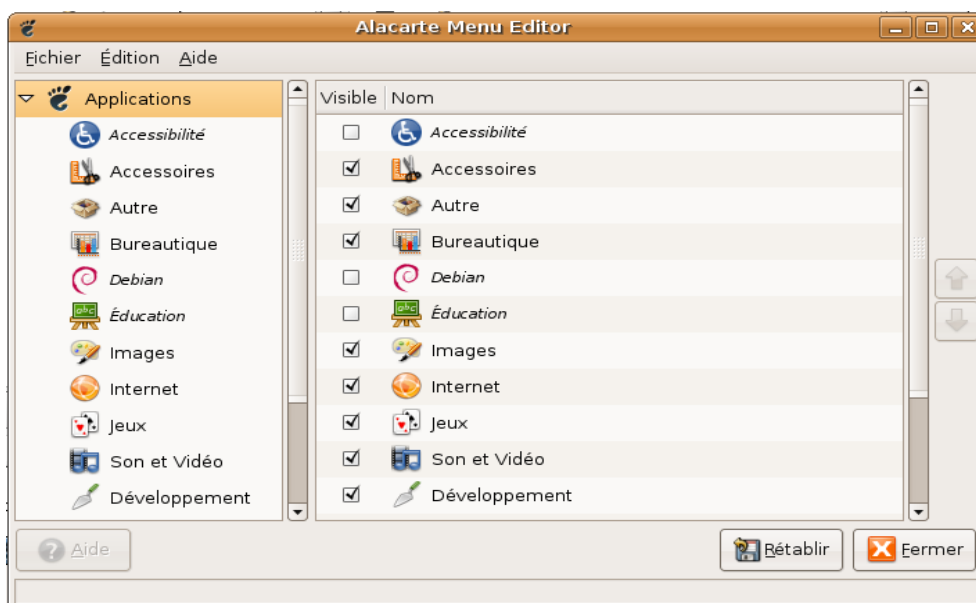 Alacarte Menu Editor
Fichier Édition Aide
Applications
Accessibilité
Accessoires
Autre
Bureautique
Debian
Éducation
Images
Internet
Jeux
Son et Vidéo
Développement
Visible Nom
Accessibilité
Accessoires
Autre
Bureautique
Debian
abc Éducation
Images
Internet
Jeux
Son et Vidéo
Développement
Aide
Rétablir
Fermer